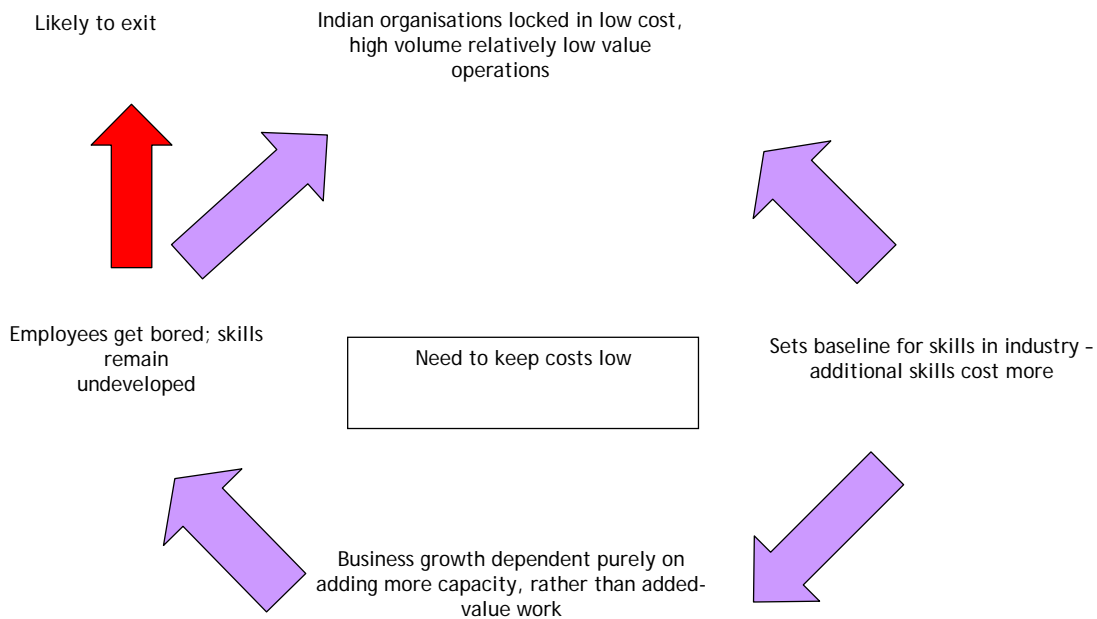 Likely to exit
Indian organisations locked in low cost,
high volume relatively low value
operations
Employees get bored; skills
remain
undeveloped
Need to keep costs low
Sets baseline for skills in industry –
additional skills cost more
Business growth dependent purely on
adding more capacity, rather than added-
value work